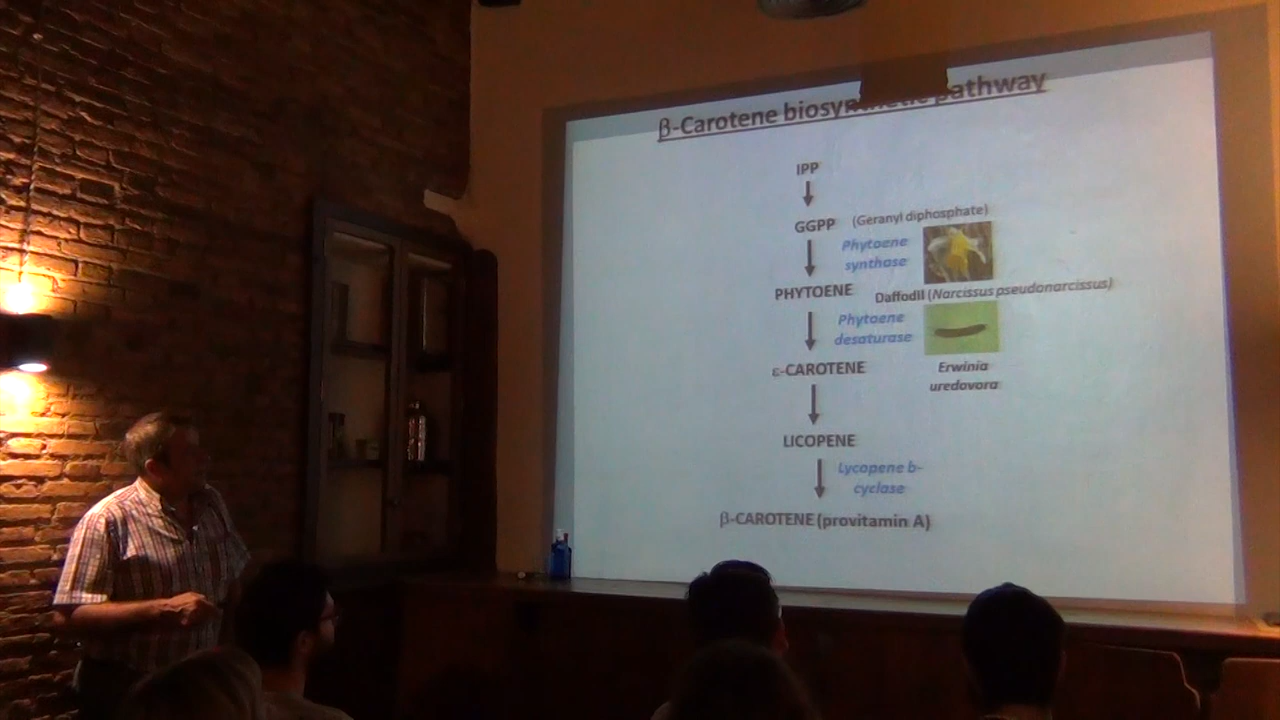 β-Carotene biosynthetic pathway
IPP
GGPP (Geranyl diphosphate)
Phytoene
synthase
PHYTOENE
Daffodil (Narcissus pseudonarcissus)
Phytoene
desaturase
ε-CAROTENE
Erwinia
uredavora
LICOPENE
Lycopene b-
cyclase
β-CAROTENE (provitamin A)